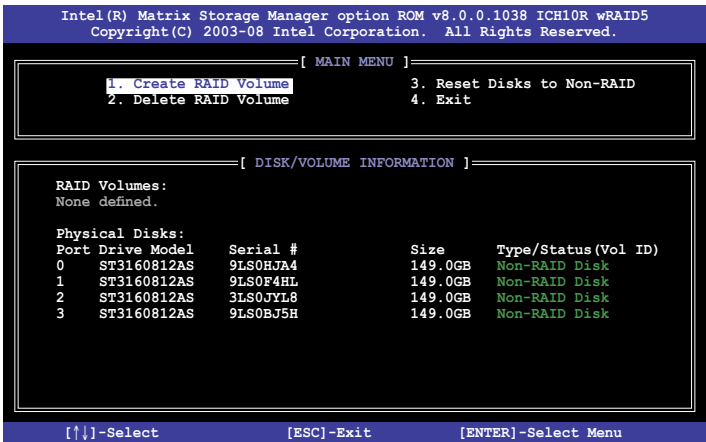 Intel(R) Matrix Storage Manager option ROM v8.0.0.1038 ICH10R wRAID5
Copyright(C) 2003-08 Intel Corporation.  All Rights Reserved.
[ MAIN MENU ]
1. Create RAID Volume 3. Reset Disks to Non-RAID
2. Delete RAID Volume 4. Exit
[ DISK/VOLUME INFORMATION ]
RAID Volumes:
None defined.
Physical Disks:
Port Drive Model Serial # Size Type/Status(Vol ID)
0 ST3160812AS 9LS0HJA4 149.0GB Non-RAID Disk
1 ST3160812AS 9LS0F4HL 149.0GB Non-RAID Disk
2 ST3160812AS 3LS0JYL8 149.0GB Non-RAID Disk
3 ST3160812AS 9LS0BJ5H 149.0GB Non-RAID Disk
[↑↓]-Select [ESC]-Exit [ENTER]-Select Menu